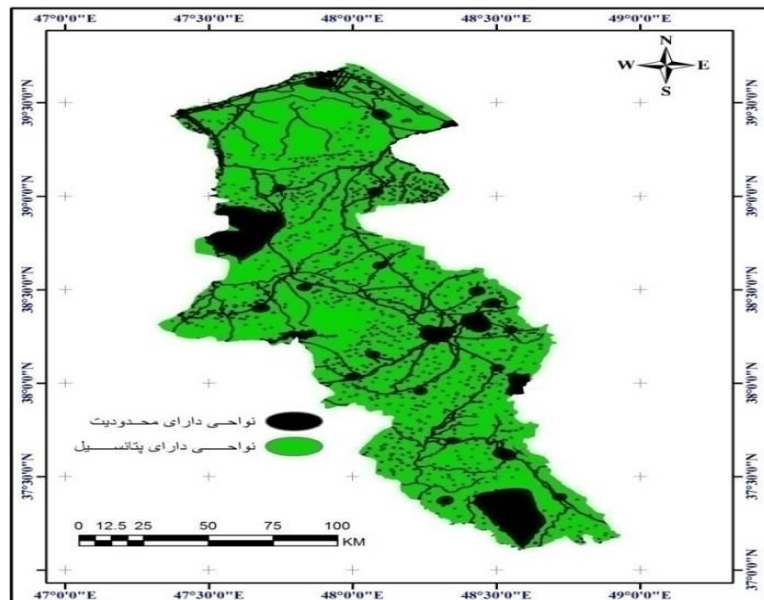 47°0'0"E 47°30'0"E 48°0'0"E 48°30'0"E 49°0'0"E
N
W E
S
39°30'0"N 39°30'0"N
39°0'0"N 39°0'0"N
38°30'0"N 38°30'0"N
38°0'0"N 38°0'0"N
نواحی دارای محدودیت
نواحی دارای پتانسیل
37°30'0"N 37°30'0"N
0 12.5 25 50 75 100
KM
37°0'0"N 37°0'0"N
47°0'0"E 47°30'0"E 48°0'0"E 48°30'0"E 49°0'0"E